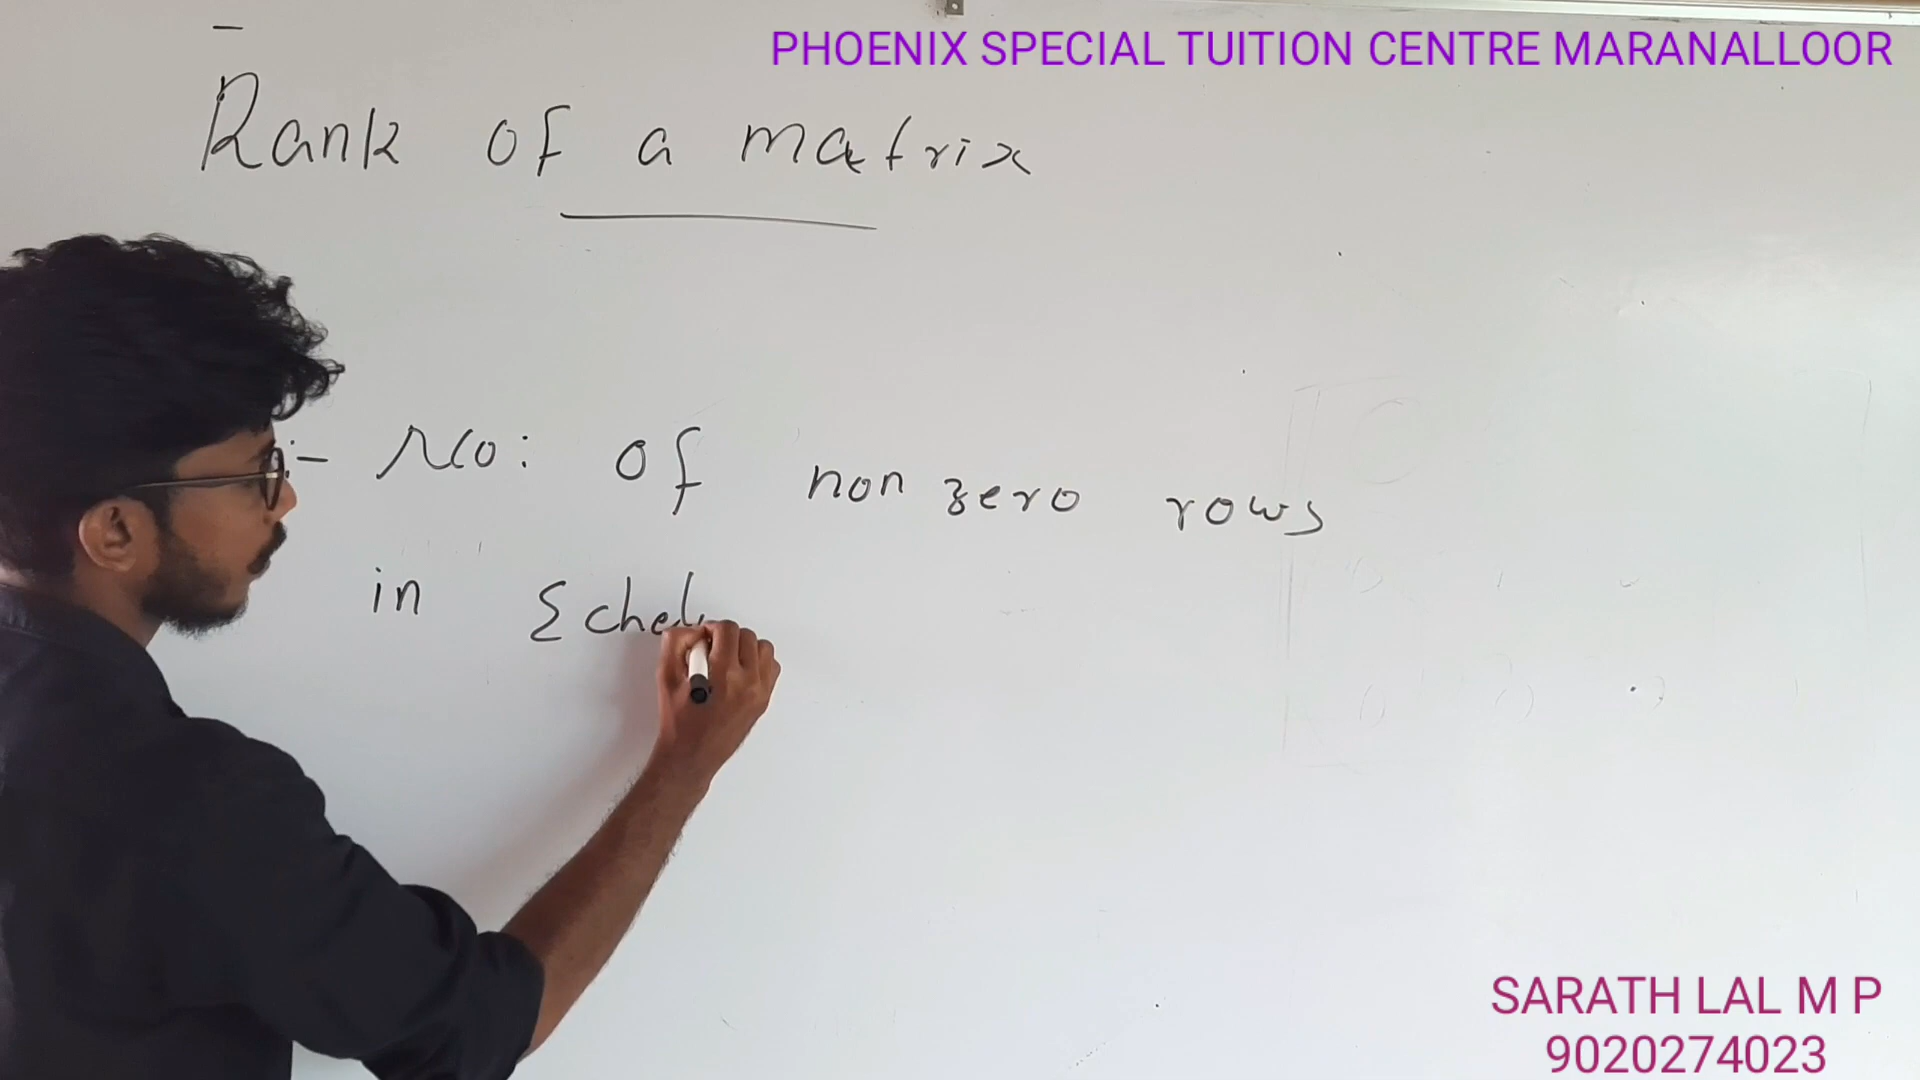 PHOENIX SPECIAL TUITION CENTRE MARANALLOOR
Rank of a matrix
:- No: of non zero rows
in Echel
SARATH LAL M P
9020274023